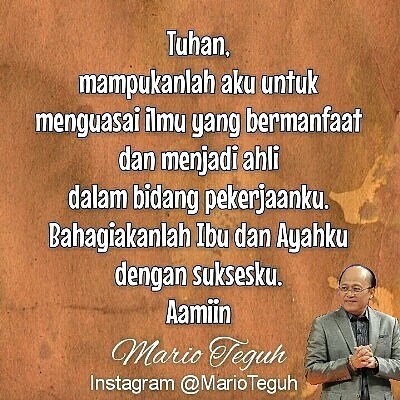 Tuhan,
mampukanlah aku untuk
menguasai ilmu yang bermanfaat
dan menjadi ahli
dalam bidang pekerjaanku.
Bahagiakanlah Ibu dan Ayahku
dengan suksesku.
Aamiin
Mario Teguh
Instagram @MarioTeguh